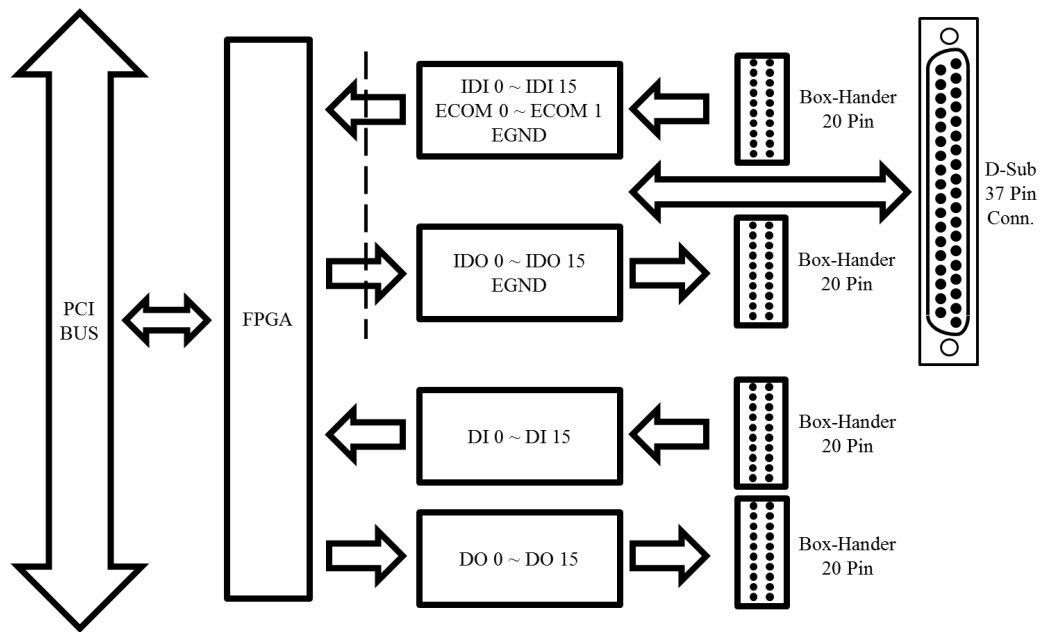 PCI
BUS
FPGA
IDI 0 ~ IDI 15
ECOM 0 ~ ECOM 1
EGND
Box-Hander
20 Pin
D-Sub
37 Pin
Conn.
IDO 0 ~ IDO 15
EGND
Box-Hander
20 Pin
DI 0 ~ DI 15
Box-Hander
20 Pin
DO 0 ~ DO 15
Box-Hander
20 Pin